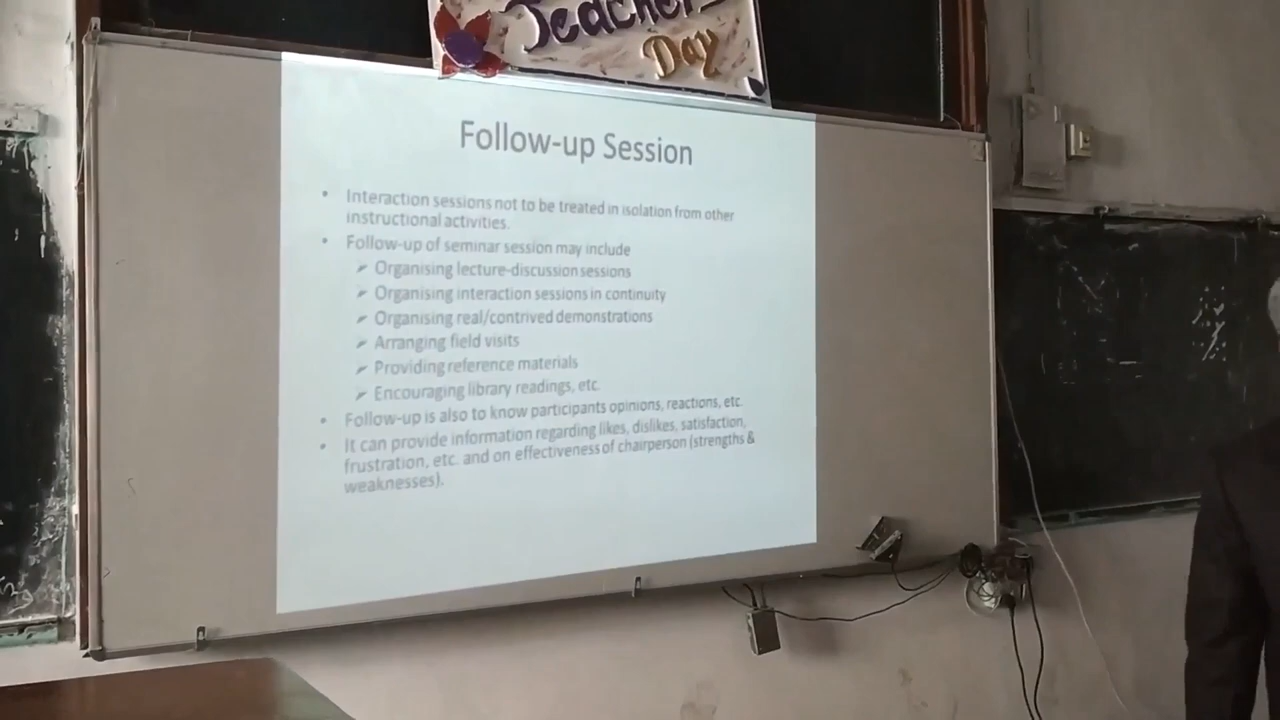 Teacher
Day
Follow-up Session
• Interaction sessions not to be treated in isolation from other
instructional activities.
• Follow-up of seminar session may include
➤ Organising lecture-discussion sessions
➤ Organising interaction sessions in continuity
➤ Organising real/contrived demonstrations
➤ Arranging field visits
➤ Providing reference materials
➤ Encouraging library readings, etc.
• Follow-up is also to know participants opinions, reactions, etc.
• It can provide information regarding likes, dislikes, satisfaction,
frustration, etc. and on effectiveness of chairperson (strengths &
weaknesses).